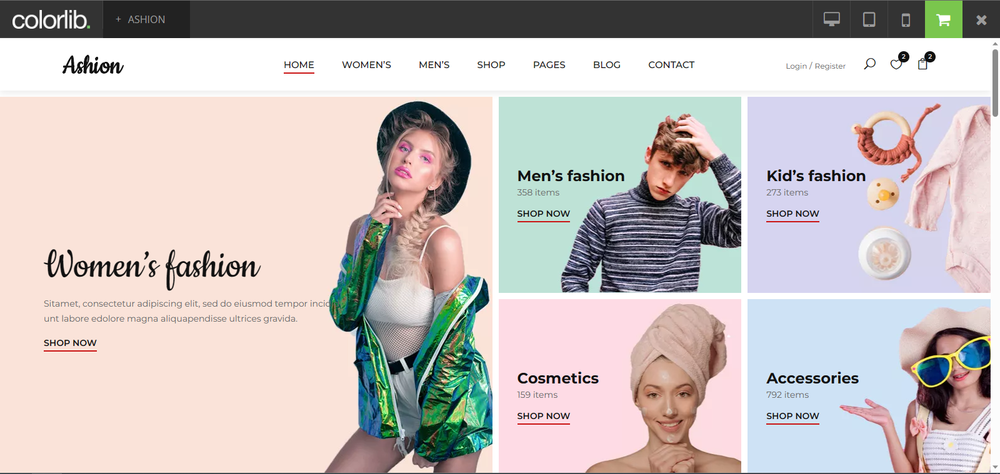 colorlib.
+ ASHION
Ashion
HOME
WOMEN'S
MEN'S
SHOP
PAGES
BLOG
CONTACT
Login / Register
2
2
Women's fashion
Sitamet, consectetur adipiscing elit, sed do eiusmod tempor incid
unt labore edolore magna aliquapendisse ultrices gravida.
SHOP NOW
Men's fashion
358 items
SHOP NOW
Kid's fashion
273 items
SHOP NOW
Cosmetics
159 items
SHOP NOW
Accessories
792 items
SHOP NOW